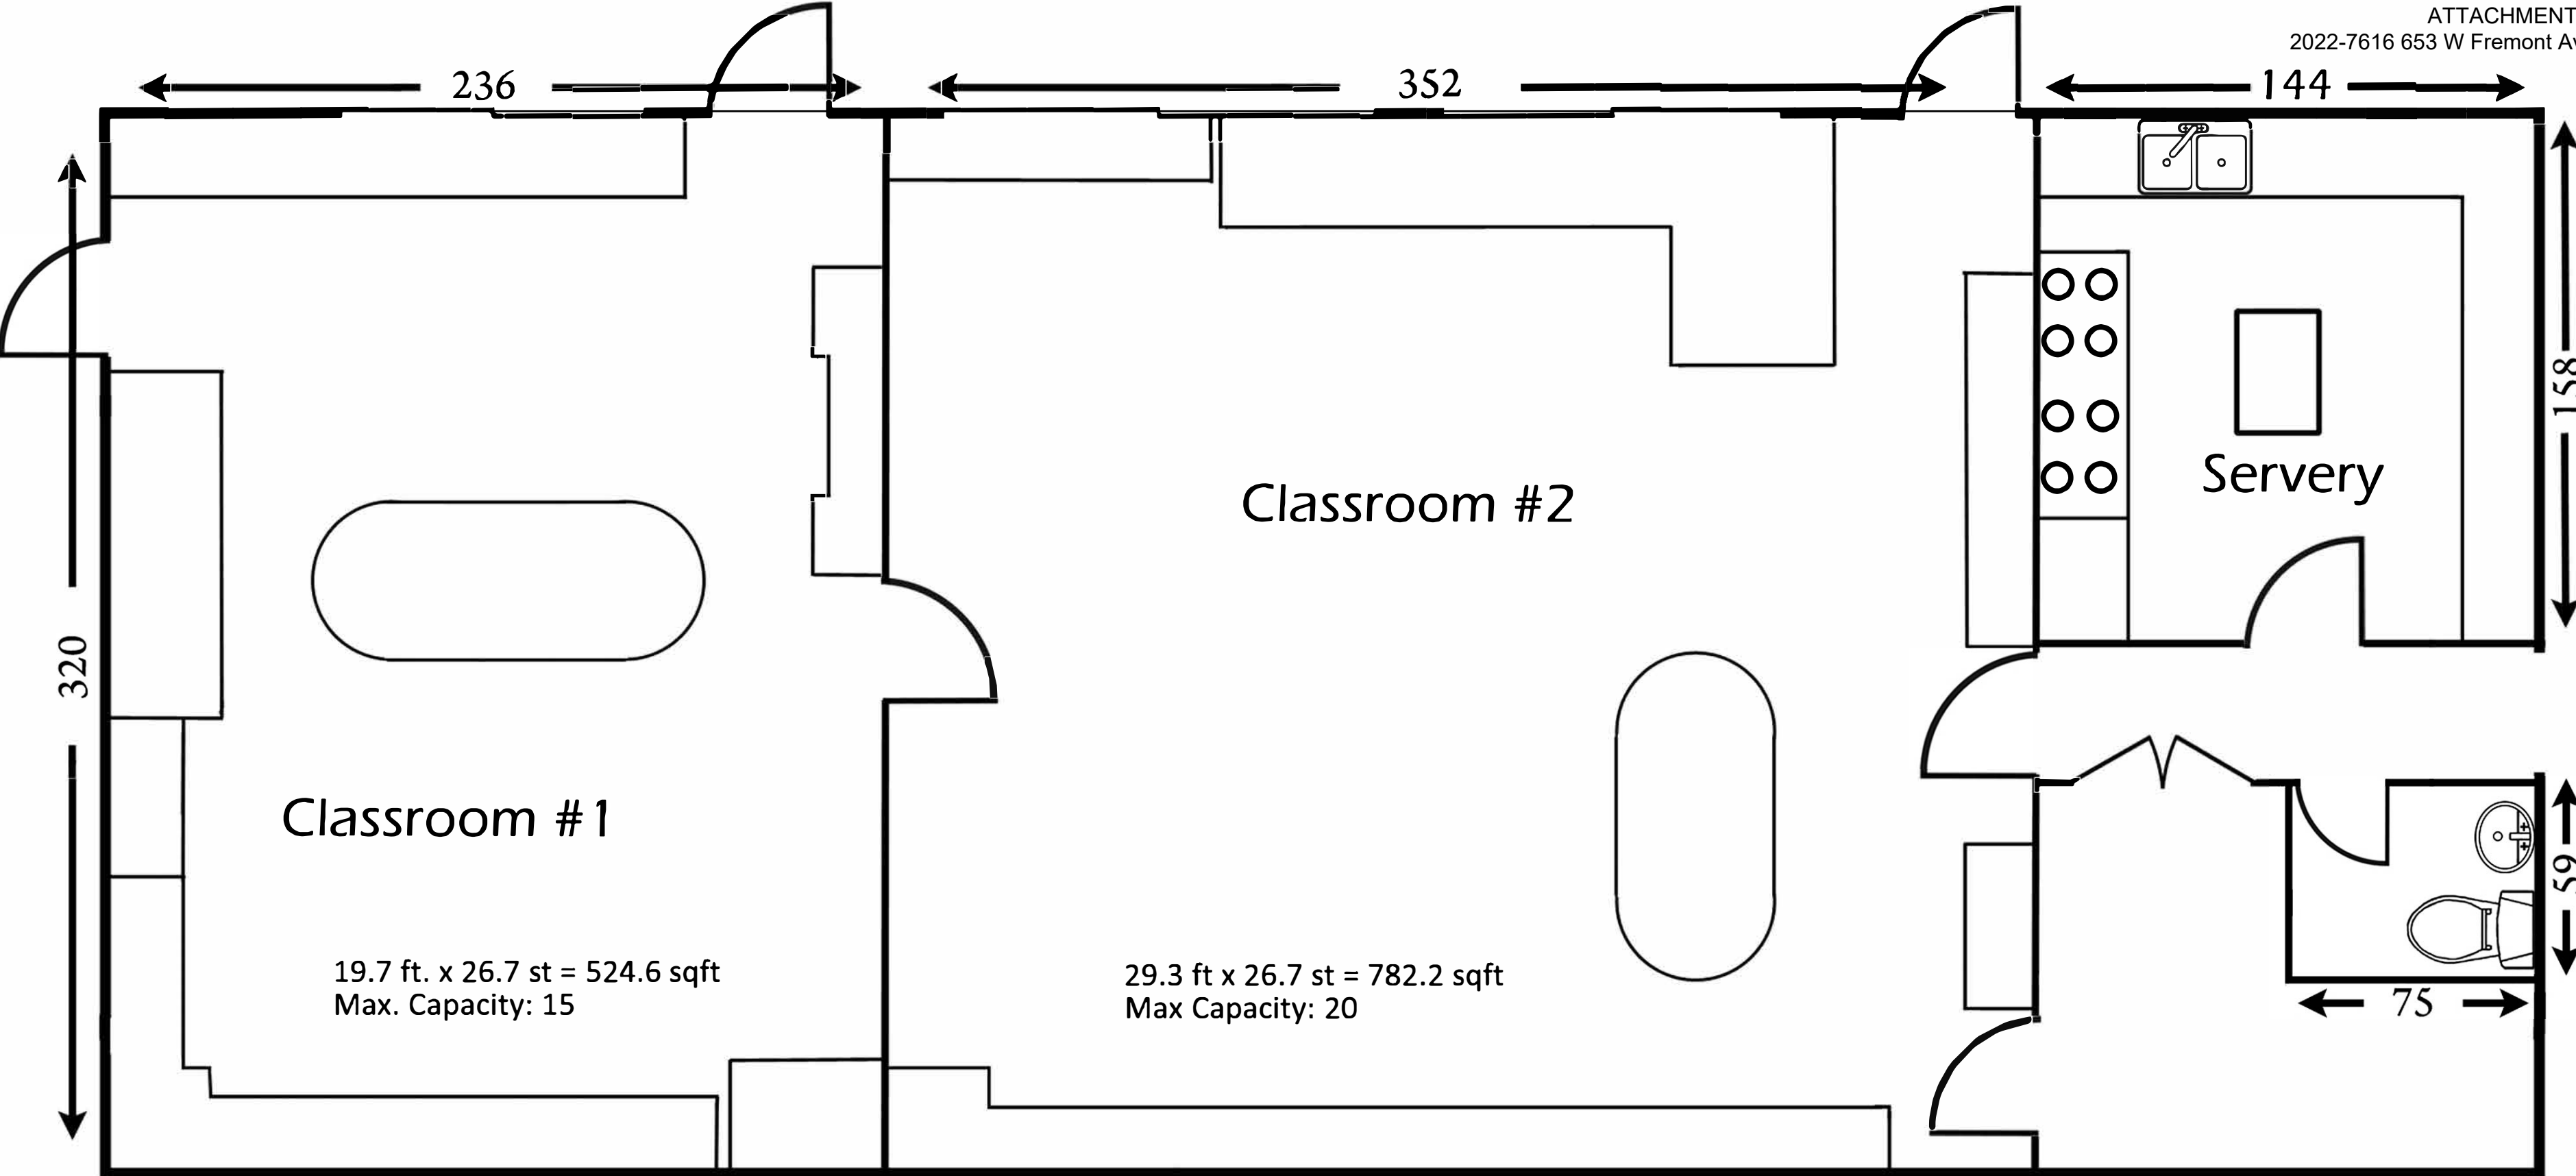 ATTACHMENT
2022-7616 653 W Fremont Av
236
352
144
158
Classroom #2
Servery
320
Classroom #1
59
19.7 ft. x 26.7 st = 524.6 sqft
Max. Capacity: 15
29.3 ft x 26.7 st = 782.2 sqft
Max Capacity: 20
75